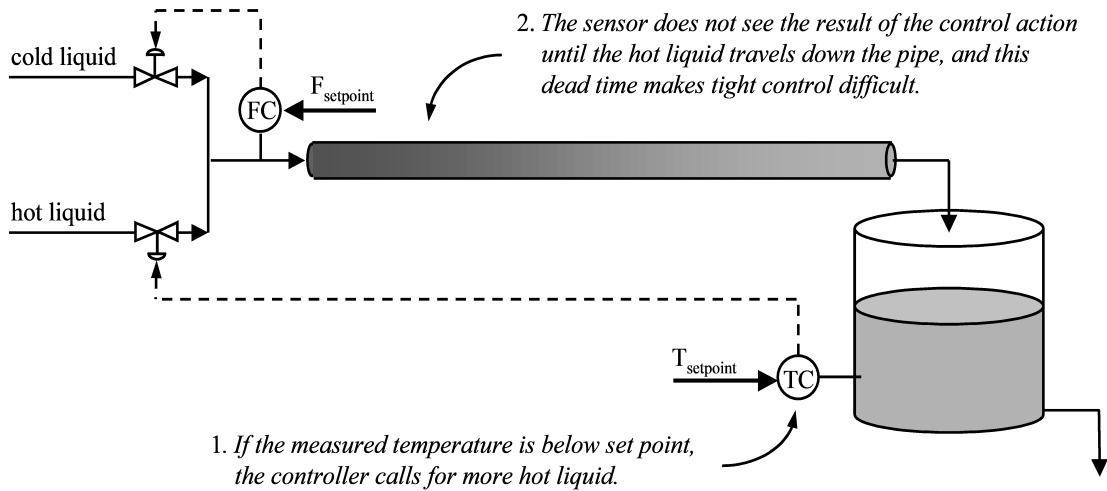 2. The sensor does not see the result of the control action
until the hot liquid travels down the pipe, and this
dead time makes tight control difficult.
cold liquid
FC
Fsetpoint
hot liquid
Tsetpoint
TC
1. If the measured temperature is below set point,
the controller calls for more hot liquid.